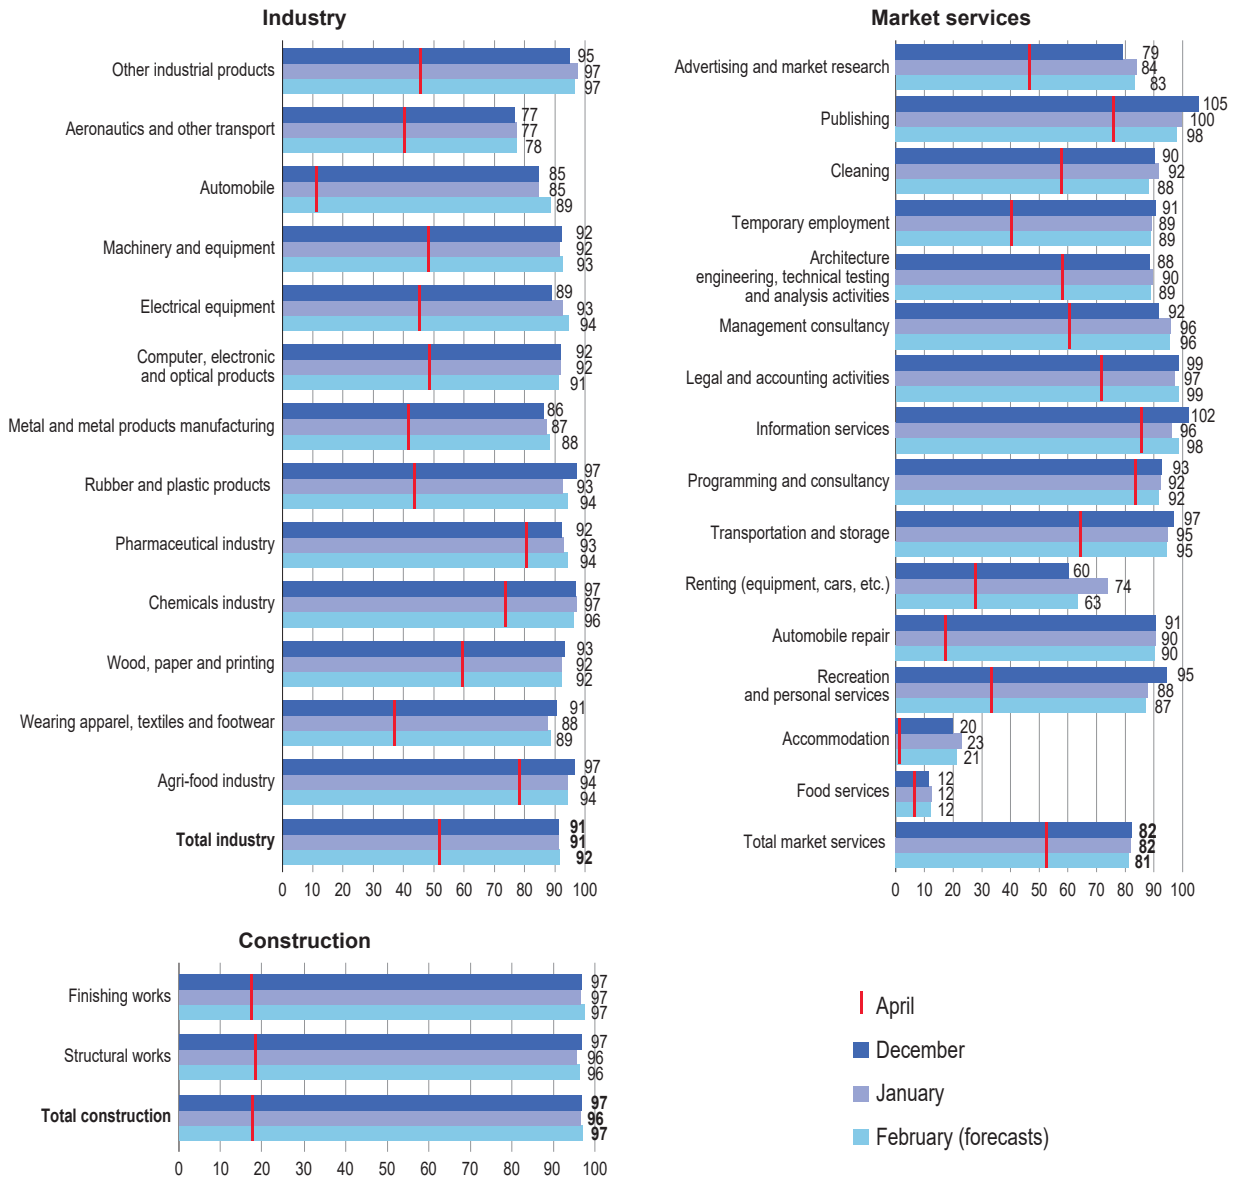 Industry
Other industrial products
95
97
97
Aeronautics and other transport
77
77
78
Automobile
85
85
89
Machinery and equipment
92
92
93
Electrical equipment
89
93
94
Computer, electronic
and optical products
92
92
91
Metal and metal products manufacturing
86
87
88
Rubber and plastic products
97
93
94
Pharmaceutical industry
92
93
94
Chemicals industry
97
97
96
Wood, paper and printing
93
92
92
Wearing apparel, textiles and footwear
91
88
89
Agri-food industry
97
94
94
Total industry
91
91
92
0 10 20 30 40 50 60 70 80 90 100
Market services
Advertising and market research
79
84
83
Publishing
105
100
98
Cleaning
90
92
88
Temporary employment
91
89
89
Architecture
engineering, technical testing
and analysis activities
88
90
89
Management consultancy
92
96
96
Legal and accounting activities
99
97
99
Information services
102
96
98
Programming and consultancy
93
92
92
Transportation and storage
97
95
95
Renting (equipment, cars, etc.)
60
74
63
Automobile repair
91
90
90
Recreation
and personal services
95
88
87
Accommodation
20
23
21
Food services
12
12
12
Total market services
82
82
81
0 10 20 30 40 50 60 70 80 90 100
Construction
Finishing works
97
97
97
Structural works
97
96
96
Total construction
97
96
97
0 10 20 30 40 50 60 70 80 90 100
April
December
January
February (forecasts)